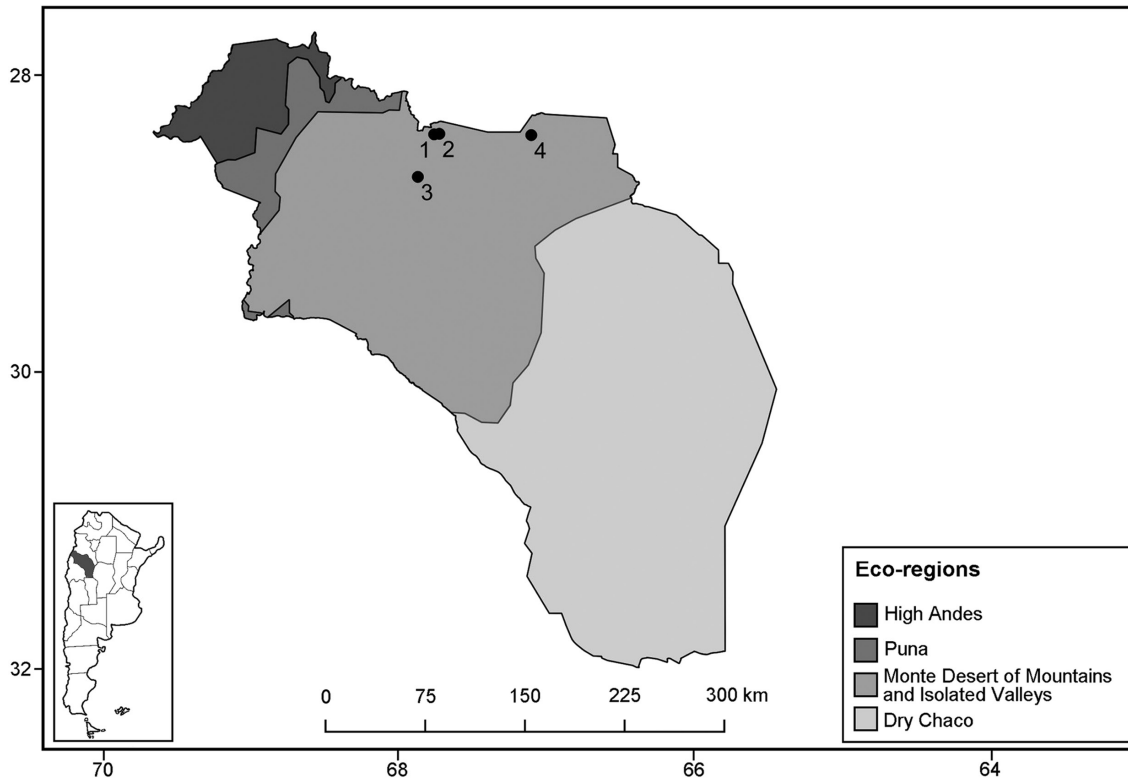 28
30
32
1
2
3
4
0
75
150
225
300 km
Eco-regions
High Andes
Puna
Monte Desert of Mountains
and Isolated Valleys
Dry Chaco
70
68
66
64